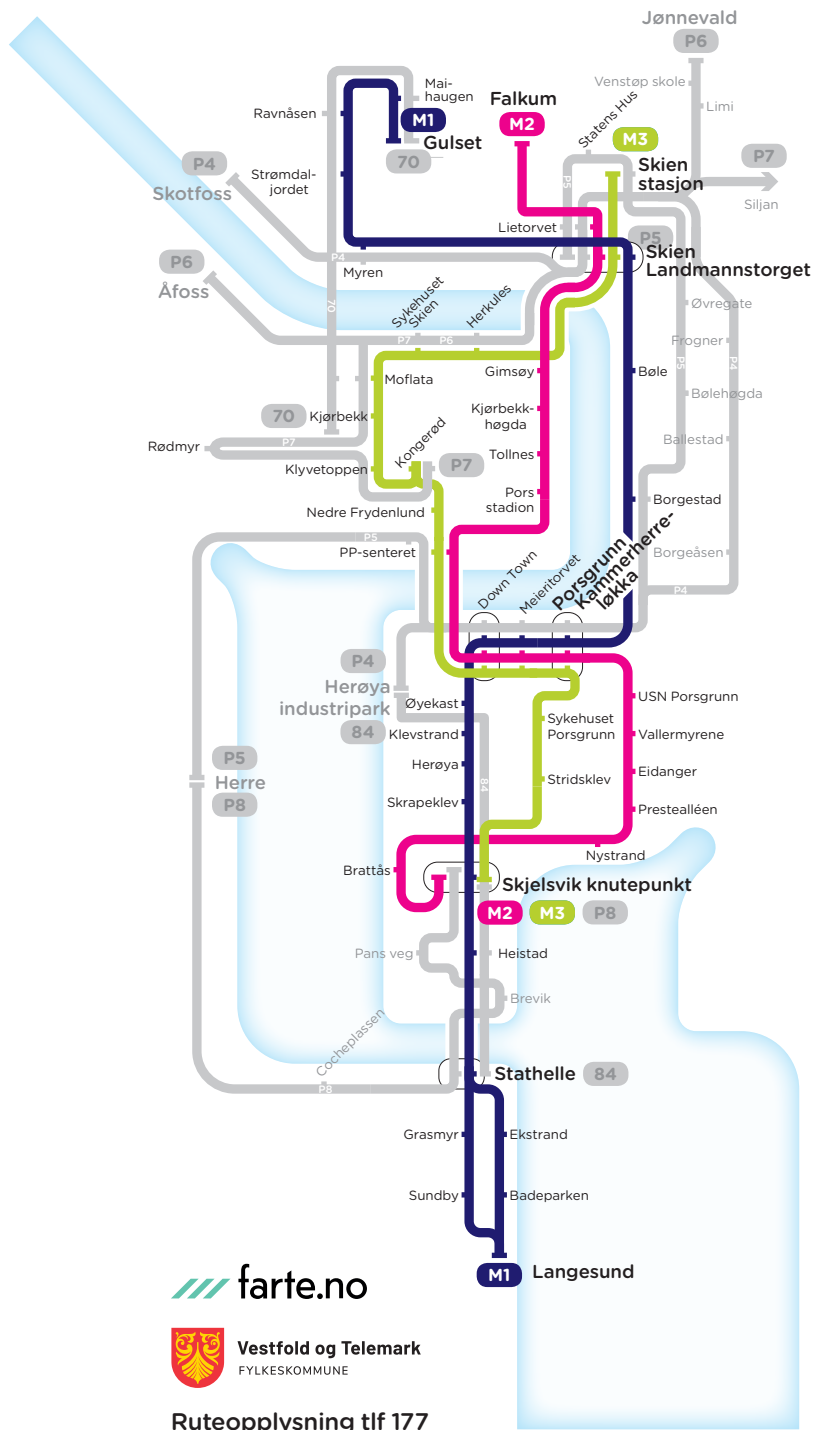 Jønnevald
P6
Venstøp skole
Limi
Mai-
haugen
Ravnåsen
M1
Gulset
70
Falkum
M2
Statens Hus
M3
Skien
stasjon
P7
Siljan
P5
P4
Skotfoss
Strømdal-
jordet
Lietorvet
P5
Skien
Landmannstorget
P4
Myren
P6
Åfoss
70
Sykehuset
Skien
Herkules
P7
P6
Øvregate
Frogner
P5
P4
Moflata
Gimsøy
Bøle
Bølehøgda
70
Kjørbekk
Kjørbekk-
høgda
Rødmyr
P7
Kongerød
Ballestad
Klyvetoppen
P7
Tollnes
Pors
stadion
Borgestad
Nedre Frydenlund
P5
PP-senteret
Borgeåsen
Down Town
Meieritorvet
Porsgrunn
Kammerherre-
løkka
P4
P4
Herøya
industripark
84
Øyekast
Klevstrand
Herøya
Skrapeklev
USN Porsgrunn
Sykehuset
Porsgrunn
Vallermyrene
P5
Herre
P8
84
Stridsklev
Eidanger
Prestealléen
Nystrand
Brattås
Skjelsvik knutepunkt
M2
M3
P8
Pans veg
Heistad
Brevik
Cocheplassen
P8
Stathelle
84
Grasmyr
Ekstrand
Sundby
Badeparken
M1
Langesund
farte.no
Vestfold og Telemark
FYLKESKOMMUNE
Ruteopplysning tlf 177